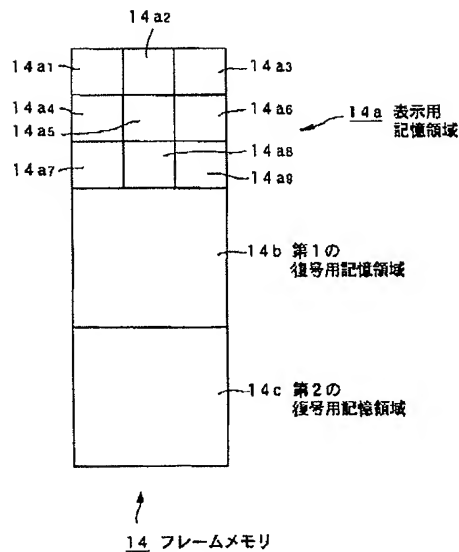 14a2
14a1
14a3
14a4
14a6
14a5
14a 表示用
記憶領域
14a8
14a7
14a9
14b 第1の
復号用記憶領域
14c 第2の
復号用記憶領域
14 フレームメモリ